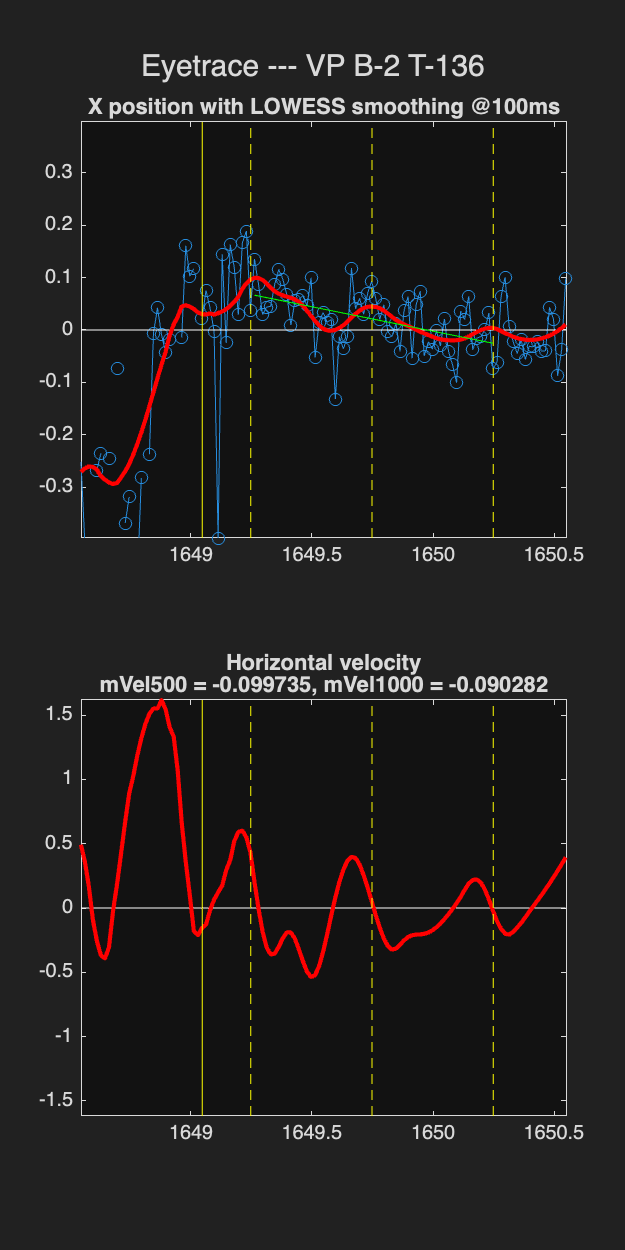 Eyetrace --- VP B-2 T-136
X position with LOWESS smoothing @100ms
0.3
0.2
0.1
0
-0.1
-0.2
-0.3
1649 1649.5 1650 1650.5
Horizontal velocity
mVel500 = -0.099735, mVel1000 = -0.090282
1.5
1
0.5
0
-0.5
-1
-1.5
1649 1649.5 1650 1650.5